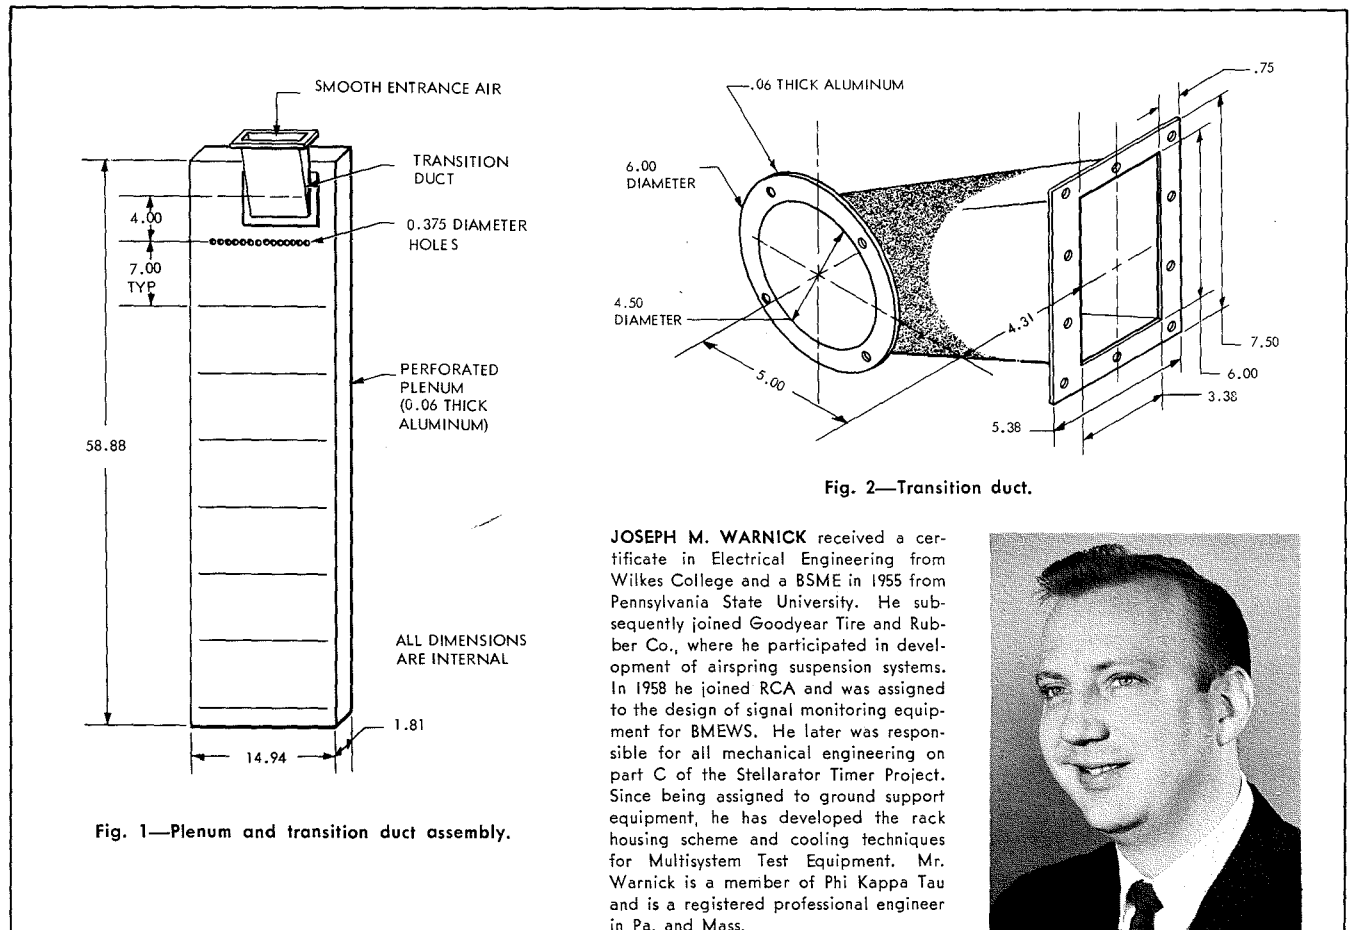 SMOOTH ENTRANCE AIR
TRANSITION
DUCT
4.00
0.375 DIAMETER
HOLES
7.00
TYP
PERFORATED
PLENUM
(0.06 THICK
ALUMINUM)
58.88
ALL DIMENSIONS
ARE INTERNAL
1.81
14.94
Fig. 1—Plenum and transition duct assembly.
.75
.06 THICK ALUMINUM
6.00
DIAMETER
4.50
DIAMETER
4.31
5.00
7.50
6.00
3.38
5.38
Fig. 2—Transition duct.
JOSEPH M. WARNICK received a cer-
tificate in Electrical Engineering from
Wilkes College and a BSME in 1955 from
Pennsylvania State University. He sub-
sequently joined Goodyear Tire and Rub-
ber Co., where he participated in devel-
opment of airspring suspension systems.
In 1958 he joined RCA and was assigned
to the design of signal monitoring equip-
ment for BMEWS. He later was respon-
sible for all mechanical engineering on
part C of the Stellarator Timer Project.
Since being assigned to ground support
equipment, he has developed the rack
housing scheme and cooling techniques
for Multisystem Test Equipment. Mr.
Warnick is a member of Phi Kappa Tau
and is a registered professional engineer
in Pa. and Mass.